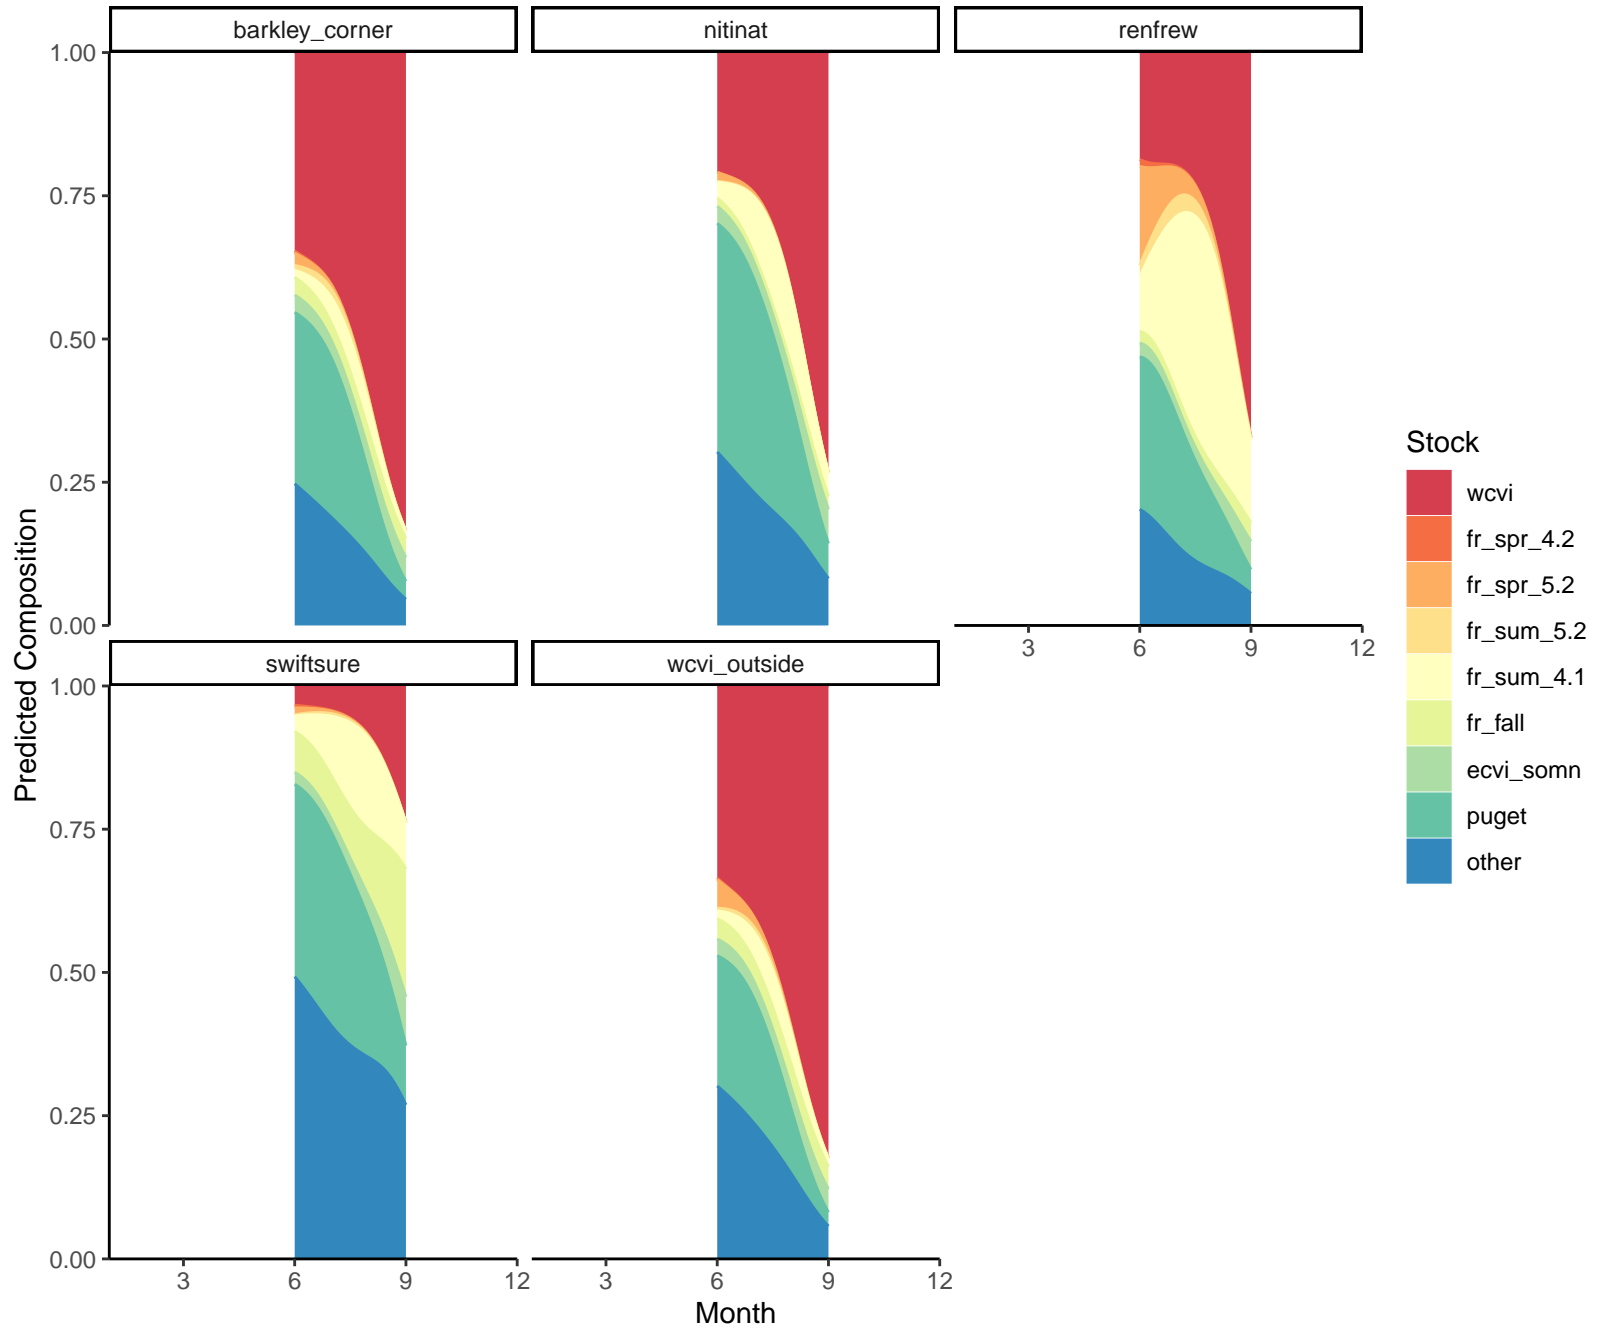 barkley_corner
nitinat
renfrew
1.00
0.75
0.50
0.25
0.00
3 6 9 12
swiftsure
wcvi_outside
1.00
0.75
0.50
0.25
0.00
3 6 9 12
3 6 9 12
Month
Predicted Composition
Stock
wcvi
fr_spr_4.2
fr_spr_5.2
fr_sum_5.2
fr_sum_4.1
fr_fall
ecvi_somn
puget
other